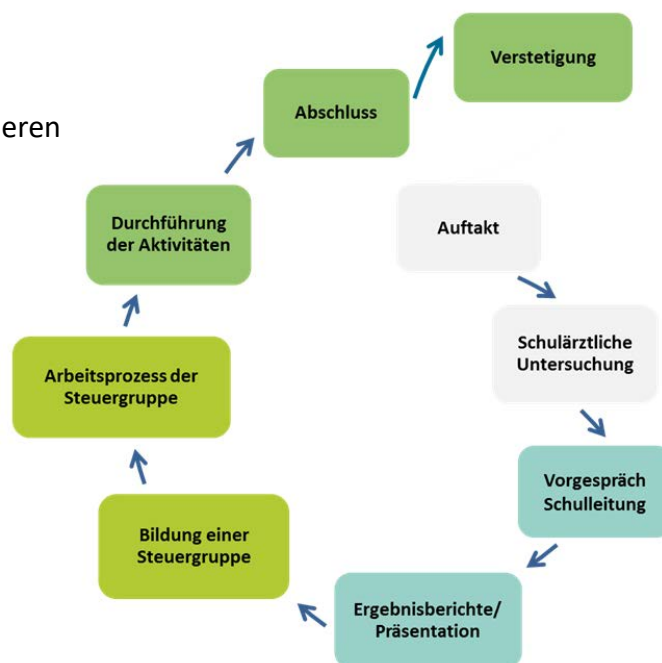 Verstetigung
Abschluss
eren
Durchführung
der Aktivitäten
Auftakt
Schulärztliche
Untersuchung
Arbeitsprozess der
Steuergruppe
Vorgespräch
Schulleitung
Bildung einer
Steuergruppe
Ergebnisberichte/
Präsentation